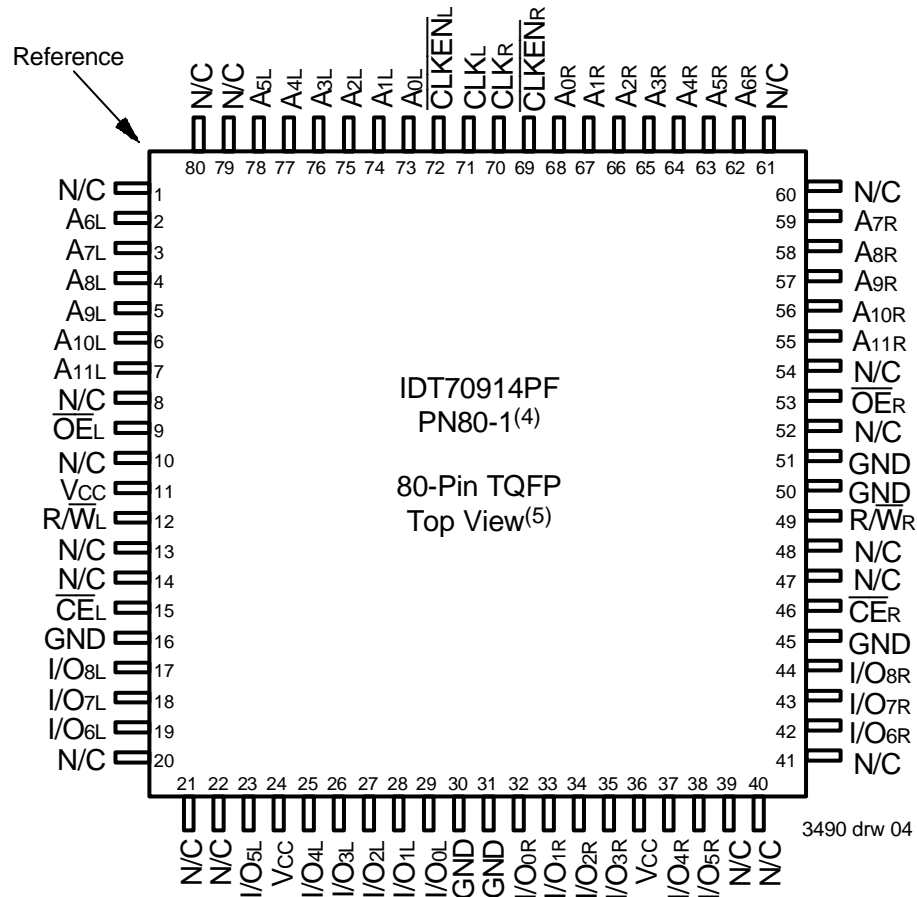 Reference
N/C
N/C
A5L
A4L
A3L
A2L
A1L
A0L
CLKENL
CLKL
CLKR
CLKENR
A0R
A1R
A2R
A3R
A4R
A5R
A6R
N/C
80 79 78 77 76 75 74 73 72 71 70 69 68 67 66 65 64 63 62 61
N/C 1
A6L 2
A7L 3
A8L 4
A9L 5
A10L 6
A11L 7
N/C 8
OEL 9
N/C 10
VCC 11
R/WL 12
N/C 13
N/C 14
CEL 15
GND 16
I/O8L 17
I/O7L 18
I/O6L 19
N/C 20
IDT70914PF
PN80-1(4)
80-Pin TQFP
Top View(5)
60 N/C
59 A7R
58 A8R
57 A9R
56 A10R
55 A11R
54 N/C
53 OER
52 N/C
51 GND
50 GND
49 R/WR
48 N/C
47 N/C
46 CER
45 GND
44 I/O8R
43 I/O7R
42 I/O6R
41 N/C
21 22 23 24 25 26 27 28 29 30 31 32 33 34 35 36 37 38 39 40
N/C
N/C
I/O5L
VCC
I/O4L
I/O3L
I/O2L
I/O1L
I/O0L
GND
GND
I/O0R
I/O1R
I/O2R
I/O3R
VCC
I/O4R
I/O5R
N/C
N/C
3490 drw 04